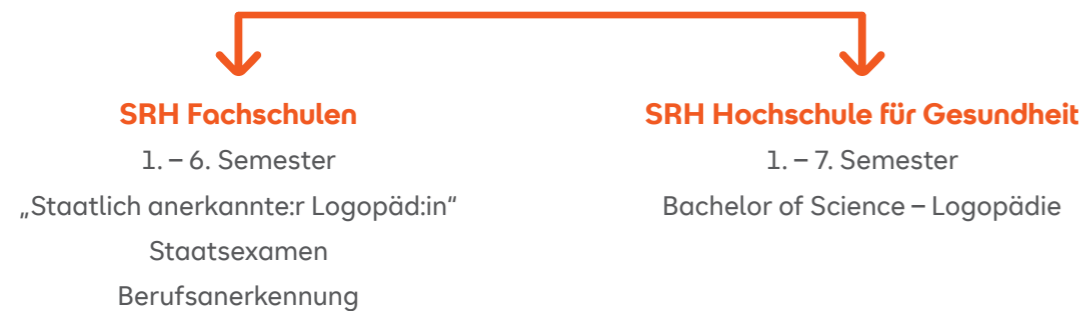 SRH Fachschulen
1. – 6. Semester
„Staatlich anerkannte:r Logopäd:in“
Staatsexamen
Berufsanerkennung
SRH Hochschule für Gesundheit
1. – 7. Semester
Bachelor of Science – Logopädie